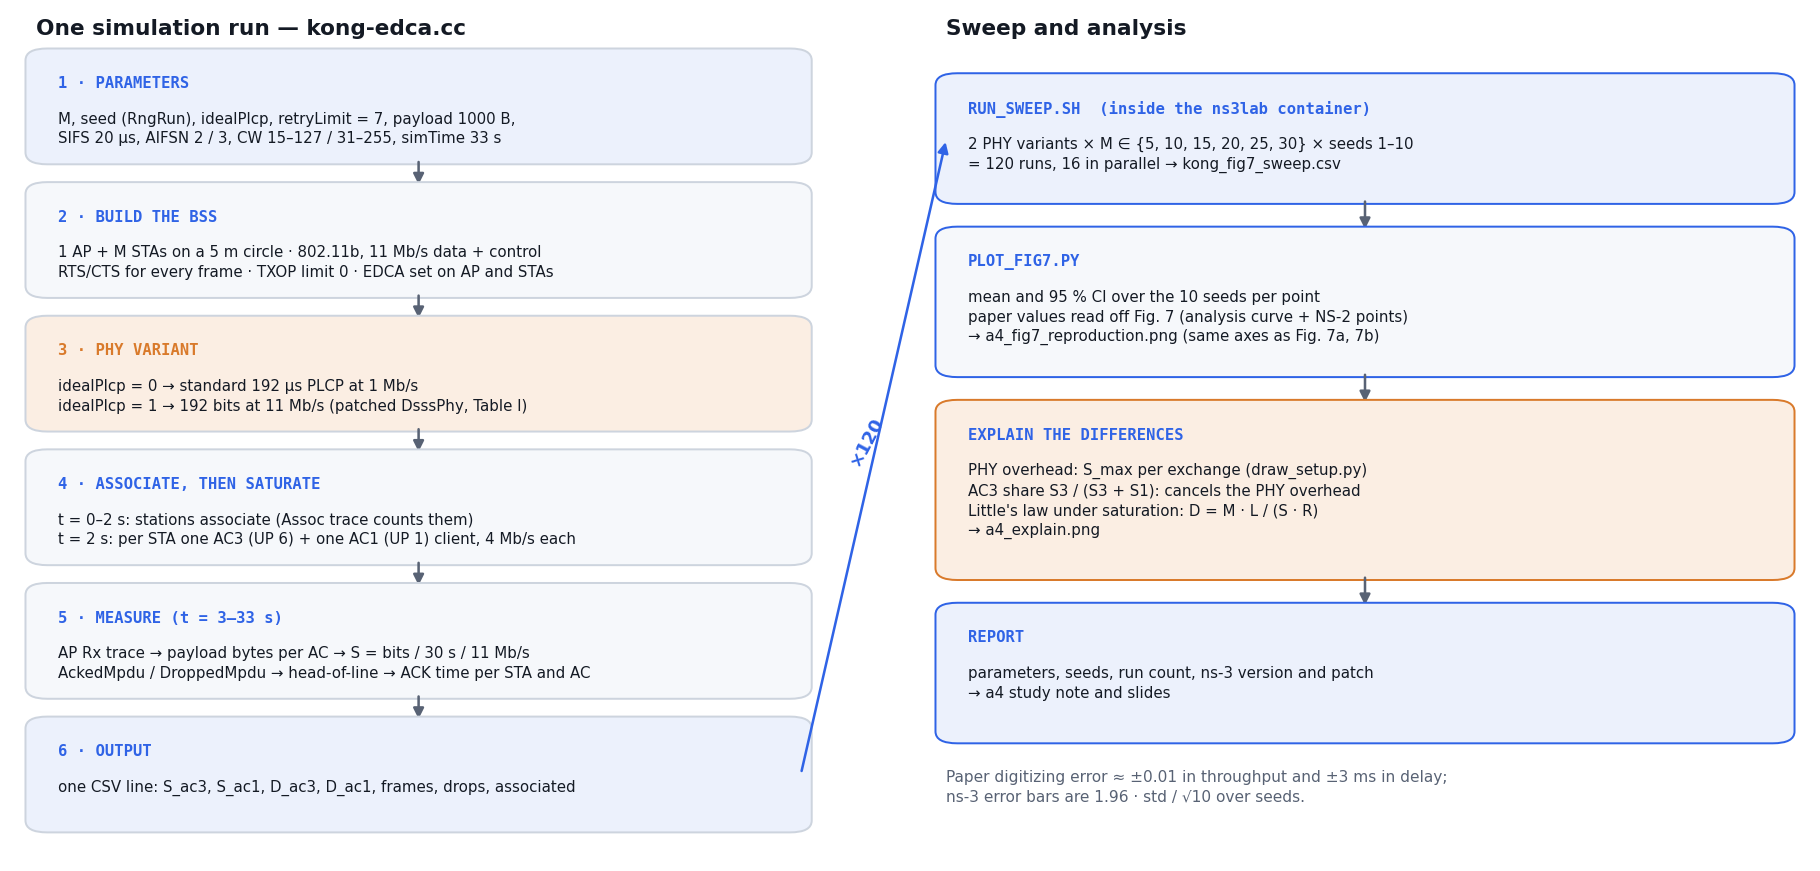 One simulation run — kong-edca.cc
1 · PARAMETERS
M, seed (RngRun), idealPlcp, retryLimit = 7, payload 1000 B,
SIFS 20 µs, AIFSN 2 / 3, CW 15–127 / 31–255, simTime 33 s
2 · BUILD THE BSS
1 AP + M STAs on a 5 m circle · 802.11b, 11 Mb/s data + control
RTS/CTS for every frame · TXOP limit 0 · EDCA set on AP and STAs
3 · PHY VARIANT
idealPlcp = 0 → standard 192 µs PLCP at 1 Mb/s
idealPlcp = 1 → 192 bits at 11 Mb/s (patched DsssPhy, Table I)
4 · ASSOCIATE, THEN SATURATE
t = 0–2 s: stations associate (Assoc trace counts them)
t = 2 s: per STA one AC3 (UP 6) + one AC1 (UP 1) client, 4 Mb/s each
5 · MEASURE (t = 3–33 s)
AP Rx trace → payload bytes per AC → S = bits / 30 s / 11 Mb/s
AckedMpdu / DroppedMpdu → head-of-line → ACK time per STA and AC
6 · OUTPUT
one CSV line: S_ac3, S_ac1, D_ac3, D_ac1, frames, drops, associated
×120
Sweep and analysis
RUN_SWEEP.SH  (inside the ns3lab container)
2 PHY variants × M ∈ {5, 10, 15, 20, 25, 30} × seeds 1–10
= 120 runs, 16 in parallel → kong_fig7_sweep.csv
PLOT_FIG7.PY
mean and 95 % CI over the 10 seeds per point
paper values read off Fig. 7 (analysis curve + NS-2 points)
→ a4_fig7_reproduction.png (same axes as Fig. 7a, 7b)
EXPLAIN THE DIFFERENCES
PHY overhead: S_max per exchange (draw_setup.py)
AC3 share S3 / (S3 + S1): cancels the PHY overhead
Little's law under saturation: D = M · L / (S · R)
→ a4_explain.png
REPORT
parameters, seeds, run count, ns-3 version and patch
→ a4 study note and slides
Paper digitizing error ≈ ±0.01 in throughput and ±3 ms in delay;
ns-3 error bars are 1.96 · std / √10 over seeds.